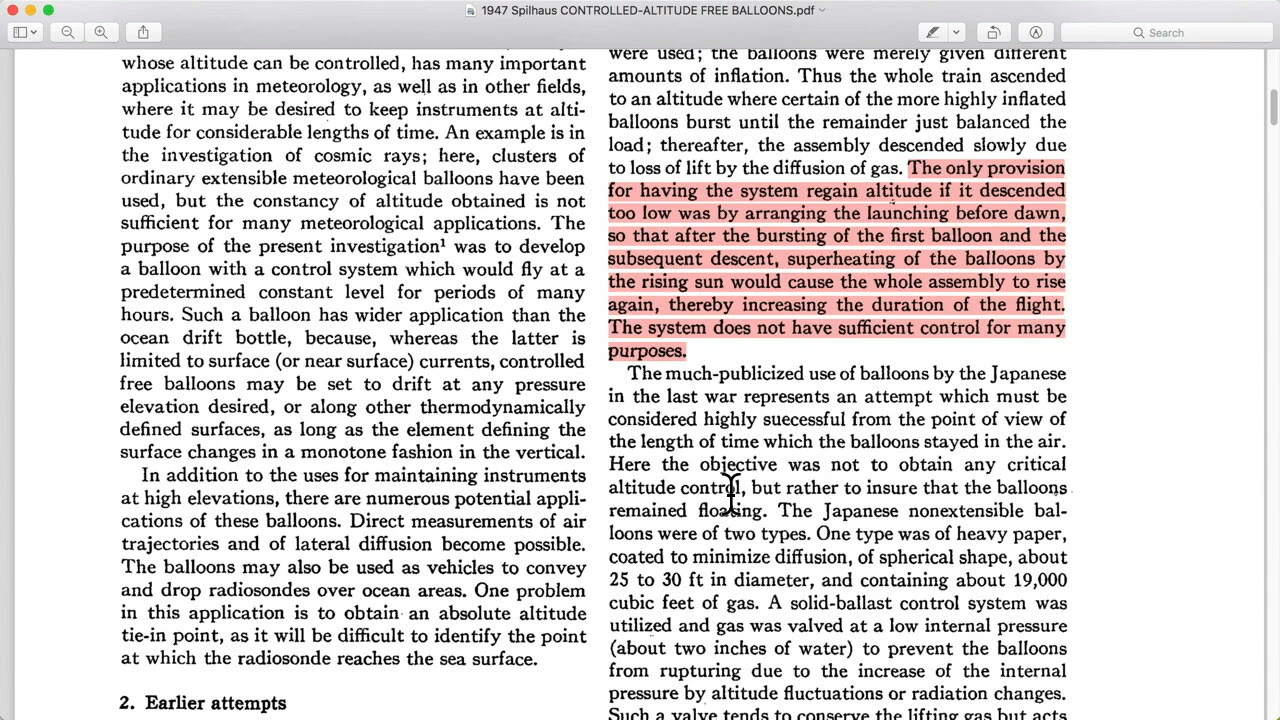 1947 Spilhaus CONTROLLED-ALTITUDE FREE BALLOONS.pdf
Search
whose altitude can be controlled, has many important
applications in meteorology, as well as in other fields,
where it may be desired to keep instruments at alti-
tude for considerable lengths of time. An example is in
the investigation of cosmic rays; here, clusters of
ordinary extensible meteorological balloons have been
used, but the constancy of altitude obtained is not
sufficient for many meteorological applications. The
purpose of the present investigation¹ was to develop
a balloon with a control system which would fly at a
predetermined constant level for periods of many
hours. Such a balloon has wider application than the
ocean drift bottle, because, whereas the latter is
limited to surface (or near surface) currents, controlled
free balloons may be set to drift at any pressure
elevation desired, or along other thermodynamically
defined surfaces, as long as the element defining the
surface changes in a monotone fashion in the vertical.
In addition to the uses for maintaining instruments
at high elevations, there are numerous potential appli-
cations of these balloons. Direct measurements of air
trajectories and of lateral diffusion become possible.
The balloons may also be used as vehicles to convey
and drop radiosondes over ocean areas. One problem
in this application is to obtain an absolute altitude
tie-in point, as it will be difficult to identify the point
at which the radiosonde reaches the sea surface.
2. Earlier attempts
were used; the balloons were merely given different
amounts of inflation. Thus the whole train ascended
to an altitude where certain of the more highly inflated
balloons burst until the remainder just balanced the
load; thereafter, the assembly descended slowly due
to loss of lift by the diffusion of gas. The only provision
for having the system regain altitude if it descended
too low was by arranging the launching before dawn,
so that after the bursting of the first balloon and the
subsequent descent, superheating of the balloons by
the rising sun would cause the whole assembly to rise
again, thereby increasing the duration of the flight.
The system does not have sufficient control for many
purposes.
The much-publicized use of balloons by the Japanese
in the last war represents an attempt which must be
considered highly successful from the point of view of
the length of time which the balloons stayed in the air.
Here the objective was not to obtain any critical
altitude control, but rather to insure that the balloons
remained floating. The Japanese nonextensible bal-
loons were of two types. One type was of heavy paper,
coated to minimize diffusion, of spherical shape, about
25 to 30 ft in diameter, and containing about 19,000
cubic feet of gas. A solid-ballast control system was
utilized and gas was valved at a low internal pressure
(about two inches of water) to prevent the balloons
from rupturing due to the increase of the internal
pressure by altitude fluctuations or radiation changes.
Such a valve tends to conserve the lifting gas but acts